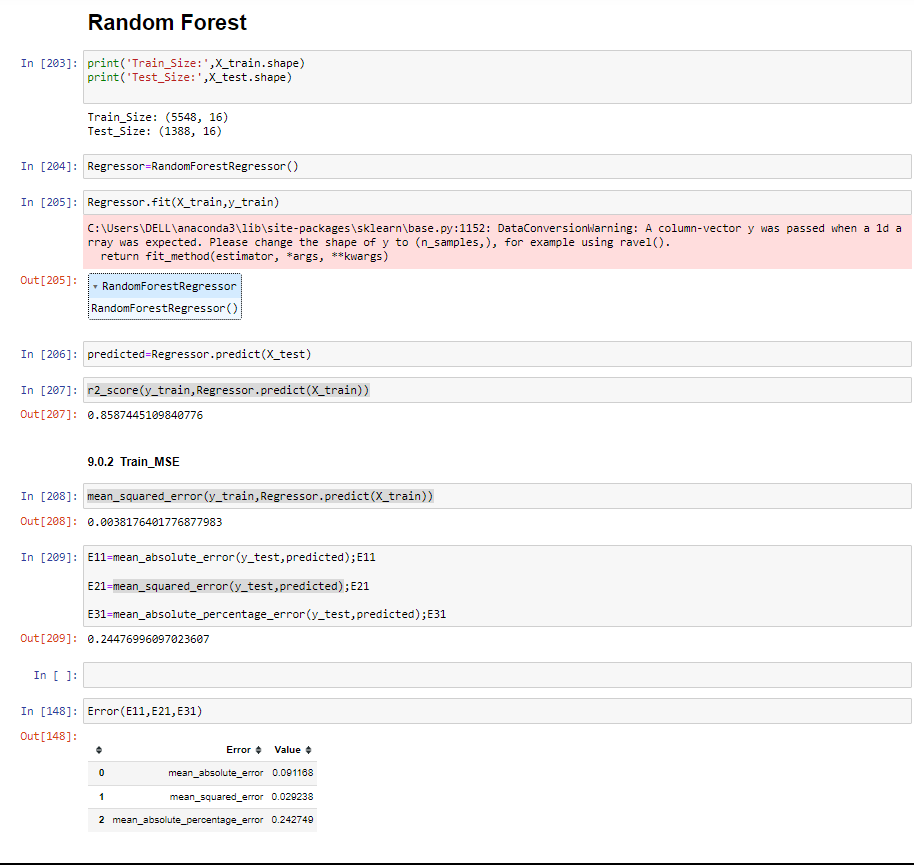 Random Forest
In [203]: print('Train_Size:',X_train.shape)
print('Test_Size:',X_test.shape)
Train_Size: (5548, 16)
Test_Size: (1388, 16)
In [204]: Regressor=RandomForestRegressor()
In [205]: Regressor.fit(X_train,y_train)
C:\Users\DELL\anaconda3\lib\site-packages\sklearn\base.py:1152: DataConversionWarning: A column-vector y was passed when a 1d a
rray was expected. Please change the shape of y to (n_samples,), for example using ravel().
return fit_method(estimator, *args, **kwargs)
Out[205]: RandomForestRegressor
RandomForestRegressor()
In [206]: predicted=Regressor.predict(X_test)
In [207]: r2_score(y_train,Regressor.predict(X_train))
Out[207]: 0.8587445109840776
9.0.2 Train_MSE
In [208]: mean_squared_error(y_train,Regressor.predict(X_train))
Out[208]: 0.0038176401776877983
In [209]: E11=mean_absolute_error(y_test,predicted);E11
E21=mean_squared_error(y_test,predicted);E21
E31=mean_absolute_percentage_error(y_test,predicted);E31
Out[209]: 0.24476996097023607
In [ ]:
In [148]: Error(E11,E21,E31)
Out[148]:
Error Value
0 mean_absolute_error 0.091168
1 mean_squared_error 0.029238
2 mean_absolute_percentage_error 0.242749